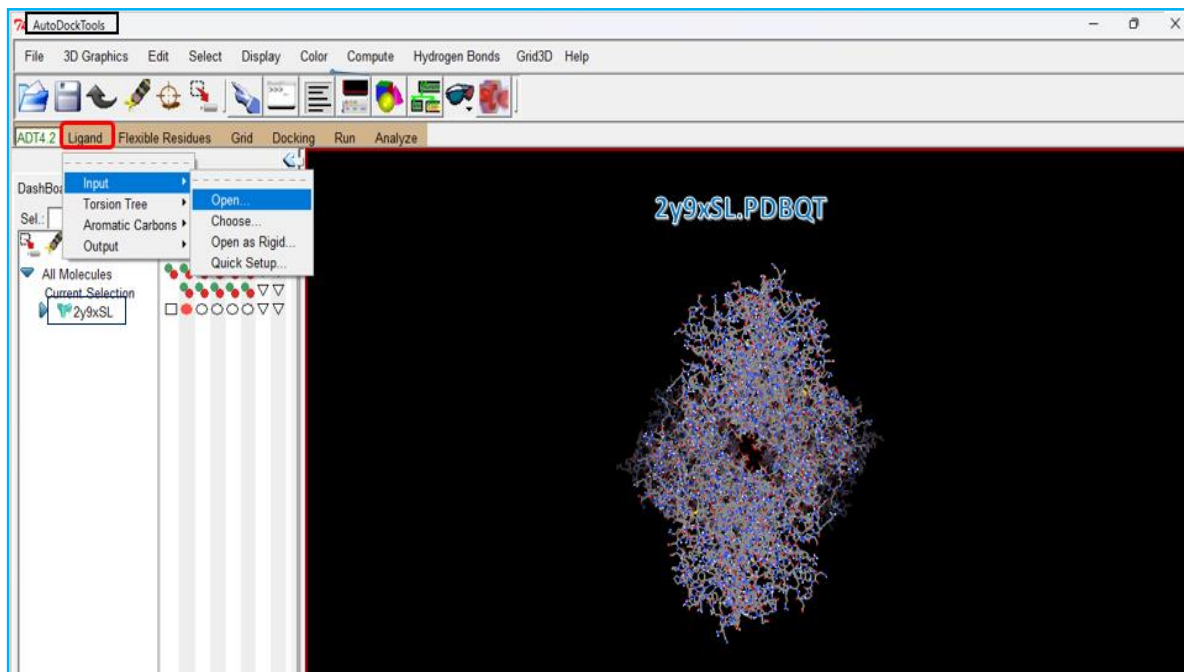 AutoDockTools
File 3D Graphics Edit Select Display Color Compute Hydrogen Bonds Grid3D Help
ADT4.2 Ligand Flexible Residues Grid Docking Run Analyze
DashBoa
Sel.:
Input
Torsion Tree
Aromatic Carbons
Output
Open...
Choose...
Open as Rigid...
Quick Setup...
All Molecules
Current Selection
2y9xSL
2y9xSL.PDBQT